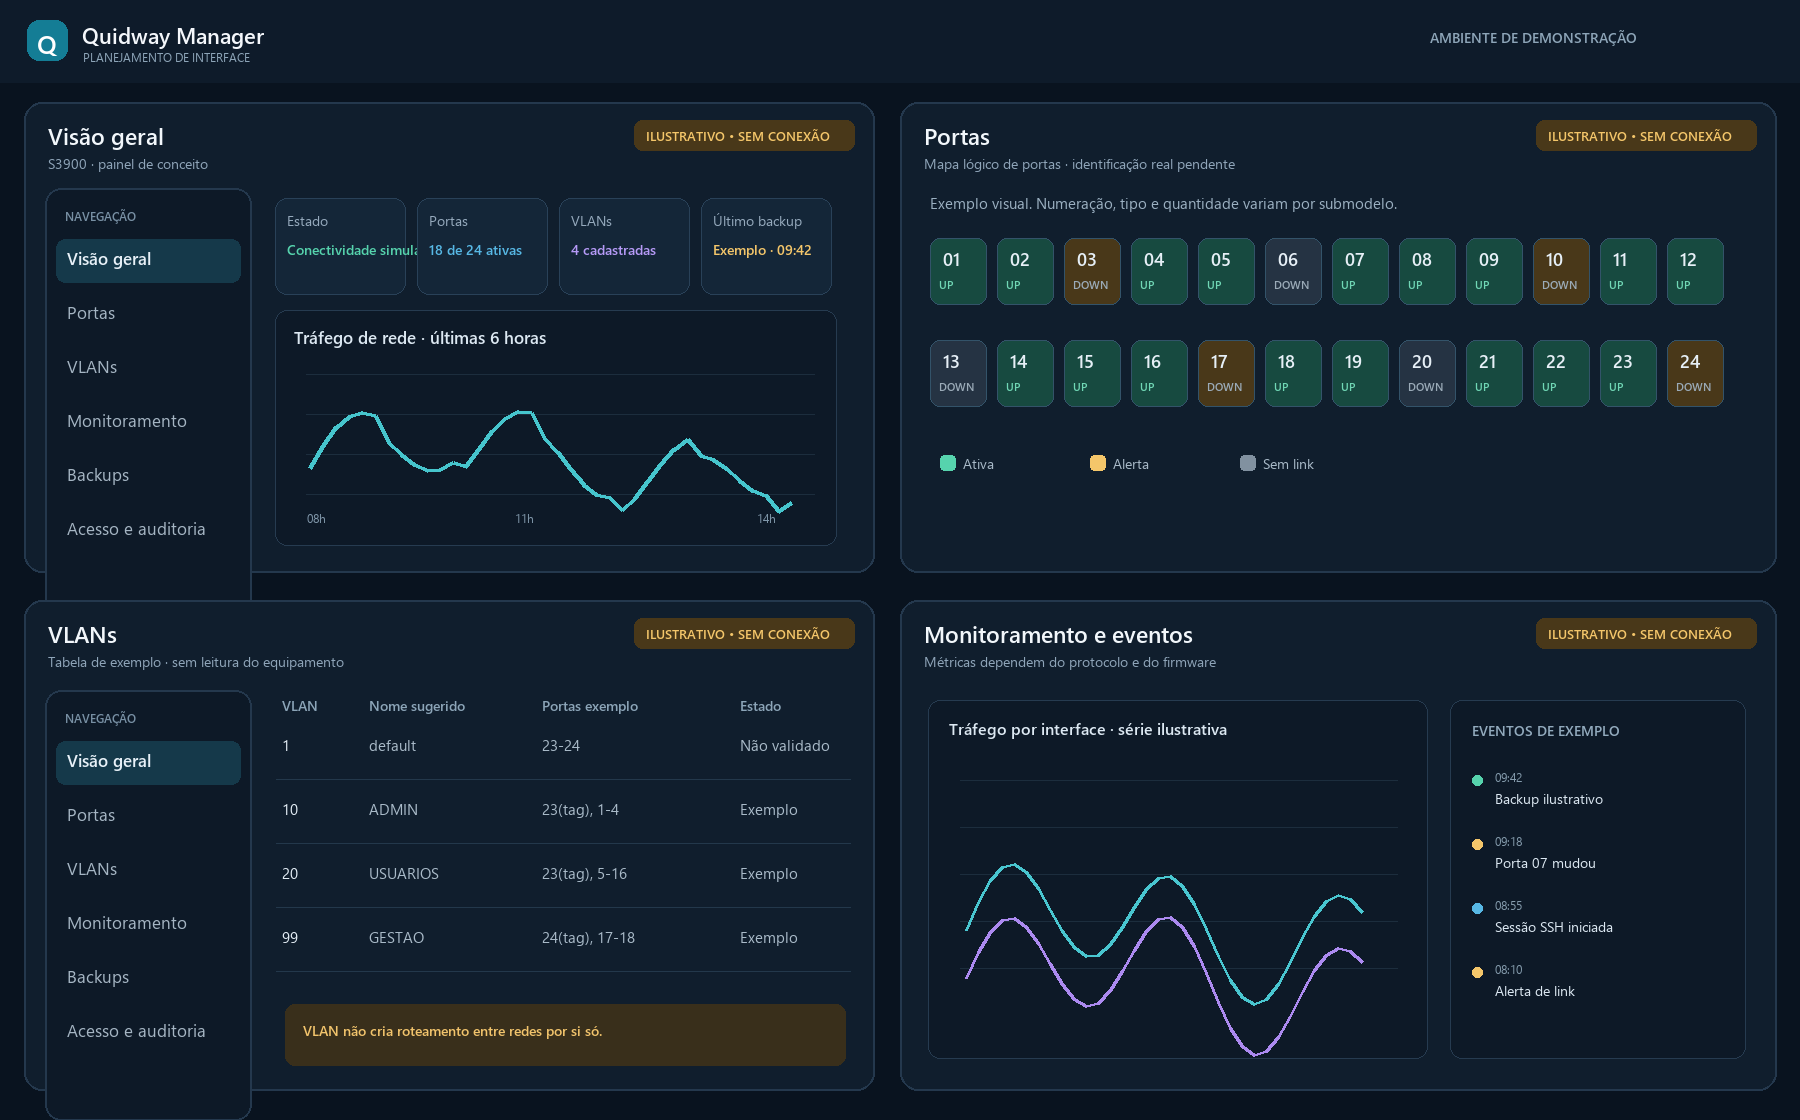 Q
Quidway Manager
PLANEJAMENTO DE INTERFACE
AMBIENTE DE DEMONSTRAÇÃO
Visão geral
ILUSTRATIVO • SEM CONEXÃO
S3900 · painel de conceito
NAVEGAÇÃO
Visão geral
Portas
VLANs
Monitoramento
Backups
Acesso e auditoria
Estado
Conectividade simula
Portas
18 de 24 ativas
VLANs
4 cadastradas
Último backup
Exemplo · 09:42
Tráfego de rede · últimas 6 horas
08h
11h
14h
Portas
ILUSTRATIVO • SEM CONEXÃO
Mapa lógico de portas · identificação real pendente
Exemplo visual. Numeração, tipo e quantidade variam por submodelo.
01 02 03 04 05 06 07 08 09 10 11 12
UP UP DOWN UP UP DOWN UP UP UP DOWN UP UP
13 14 15 16 17 18 19 20 21 22 23 24
DOWN UP UP UP DOWN UP UP DOWN UP UP UP DOWN
Ativa
Alerta
Sem link
VLANs
ILUSTRATIVO • SEM CONEXÃO
Tabela de exemplo · sem leitura do equipamento
NAVEGAÇÃO
Visão geral
Portas
VLANs
Monitoramento
Backups
Acesso e auditoria
VLAN Nome sugerido Portas exemplo Estado
1 default 23-24 Não validado
10 ADMIN 23(tag), 1-4 Exemplo
20 USUARIOS 23(tag), 5-16 Exemplo
99 GESTAO 24(tag), 17-18 Exemplo
VLAN não cria roteamento entre redes por si só.
Monitoramento e eventos
ILUSTRATIVO • SEM CONEXÃO
Métricas dependem do protocolo e do firmware
Tráfego por interface · série ilustrativa
EVENTOS DE EXEMPLO
09:42
Backup ilustrativo
09:18
Porta 07 mudou
08:55
Sessão SSH iniciada
08:10
Alerta de link